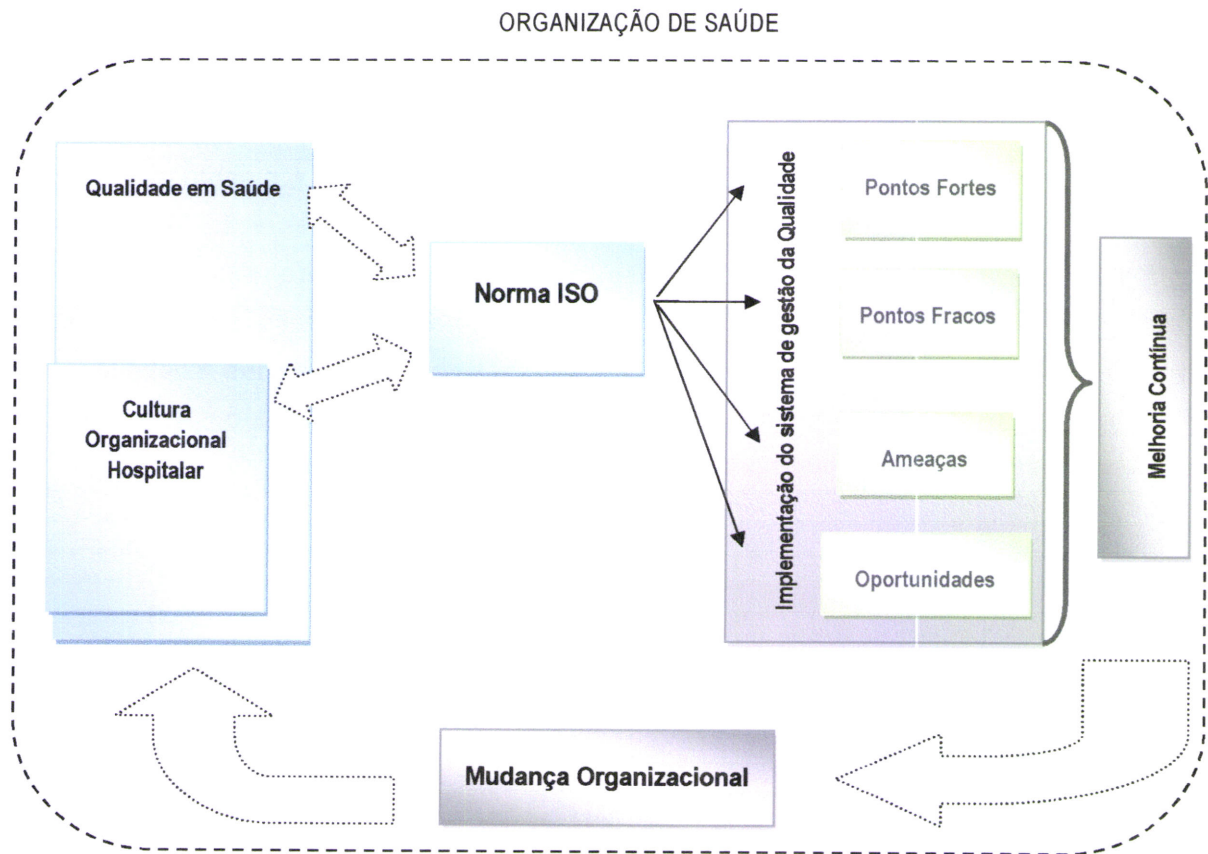 ORGANIZAÇÃO DE SAÚDE
Qualidade em Saúde
Cultura
Organizacional
Hospitalar
Norma ISO
Implementação do sistema de gestão da Qualidade
Pontos Fortes
Pontos Fracos
Ameaças
Oportunidades
Melhoria Contínua
Mudança Organizacional